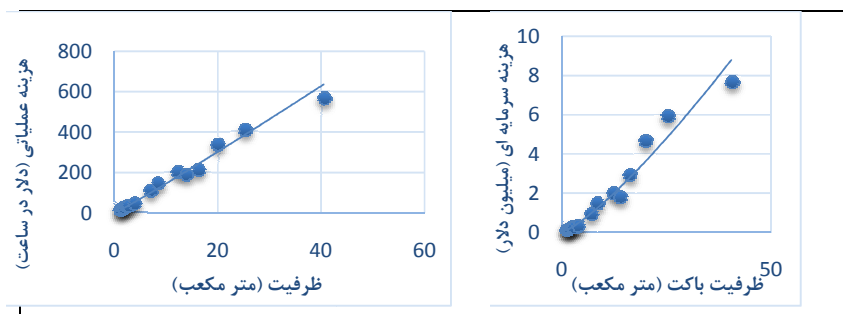 هزینه عملیاتی (دلار در ساعت)
800
600
400
200
0
0 20 40 60
ظرفیت (متر مکعب)
هزینه سرمایه ای (میلیون دلار)
10
8
6
4
2
0
0 50
ظرفیت باکت (متر مکعب)